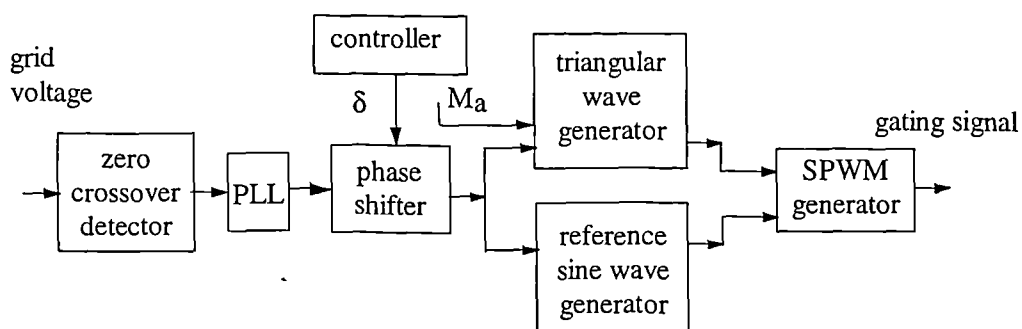 controller
grid
voltage
δ
Ma
triangular
wave
generator
gating signal
zero
crossover
detector
PLL
phase
shifter
SPWM
generator
reference
sine wave
generator